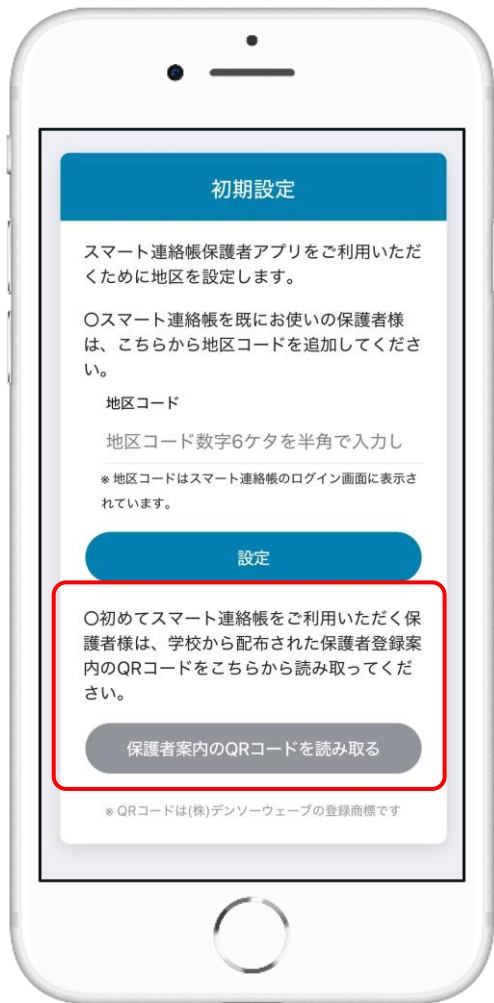 初期設定
スマート連絡帳保護者アプリをご利用いただ
くために地区を設定します。
〇スマート連絡帳を既にお使いの保護者様
は、こちらから地区コードを追加してくださ
い。
地区コード
地区コード数字6ケタを半角で入力し
※ 地区コードはスマート連絡帳のログイン画面に表示さ
れています。
設定
〇初めてスマート連絡帳をご利用いただく保
護者様は、学校から配布された保護者登録案
内のQRコードをこちらから読み取ってくだ
さい。
保護者案内のQRコードを読み取る
※ QRコードは(株)デンソーウェーブの登録商標です